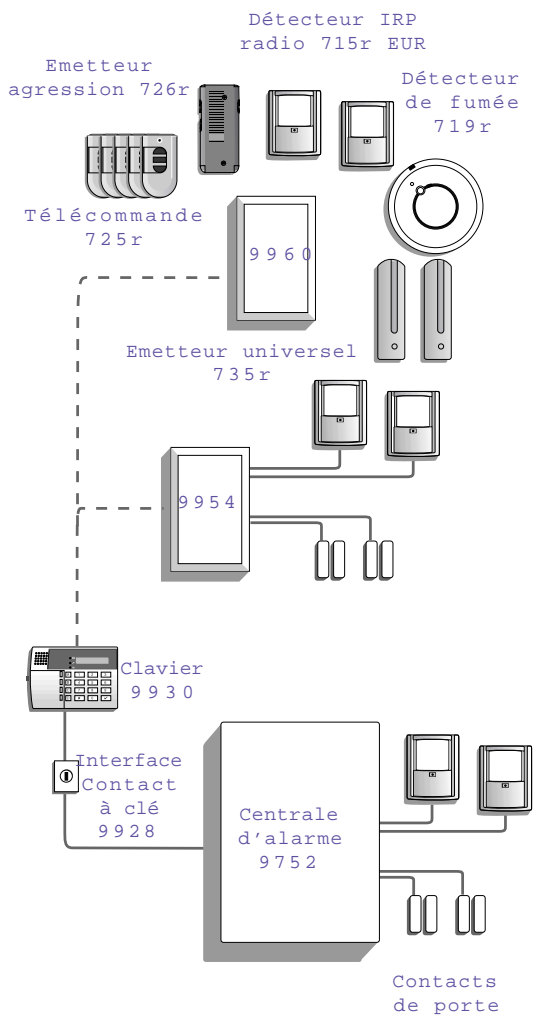 Détecteur IRP
radio 715r EUR
Emetteur
agression 726r
Détecteur
de fumée
719r
Télécommande
725r
9960
Emetteur universel
735r
9954
Clavier
9930
Interface
Contact
à clé
9928
Centrale
d'alarme
9752
Contacts
de porte